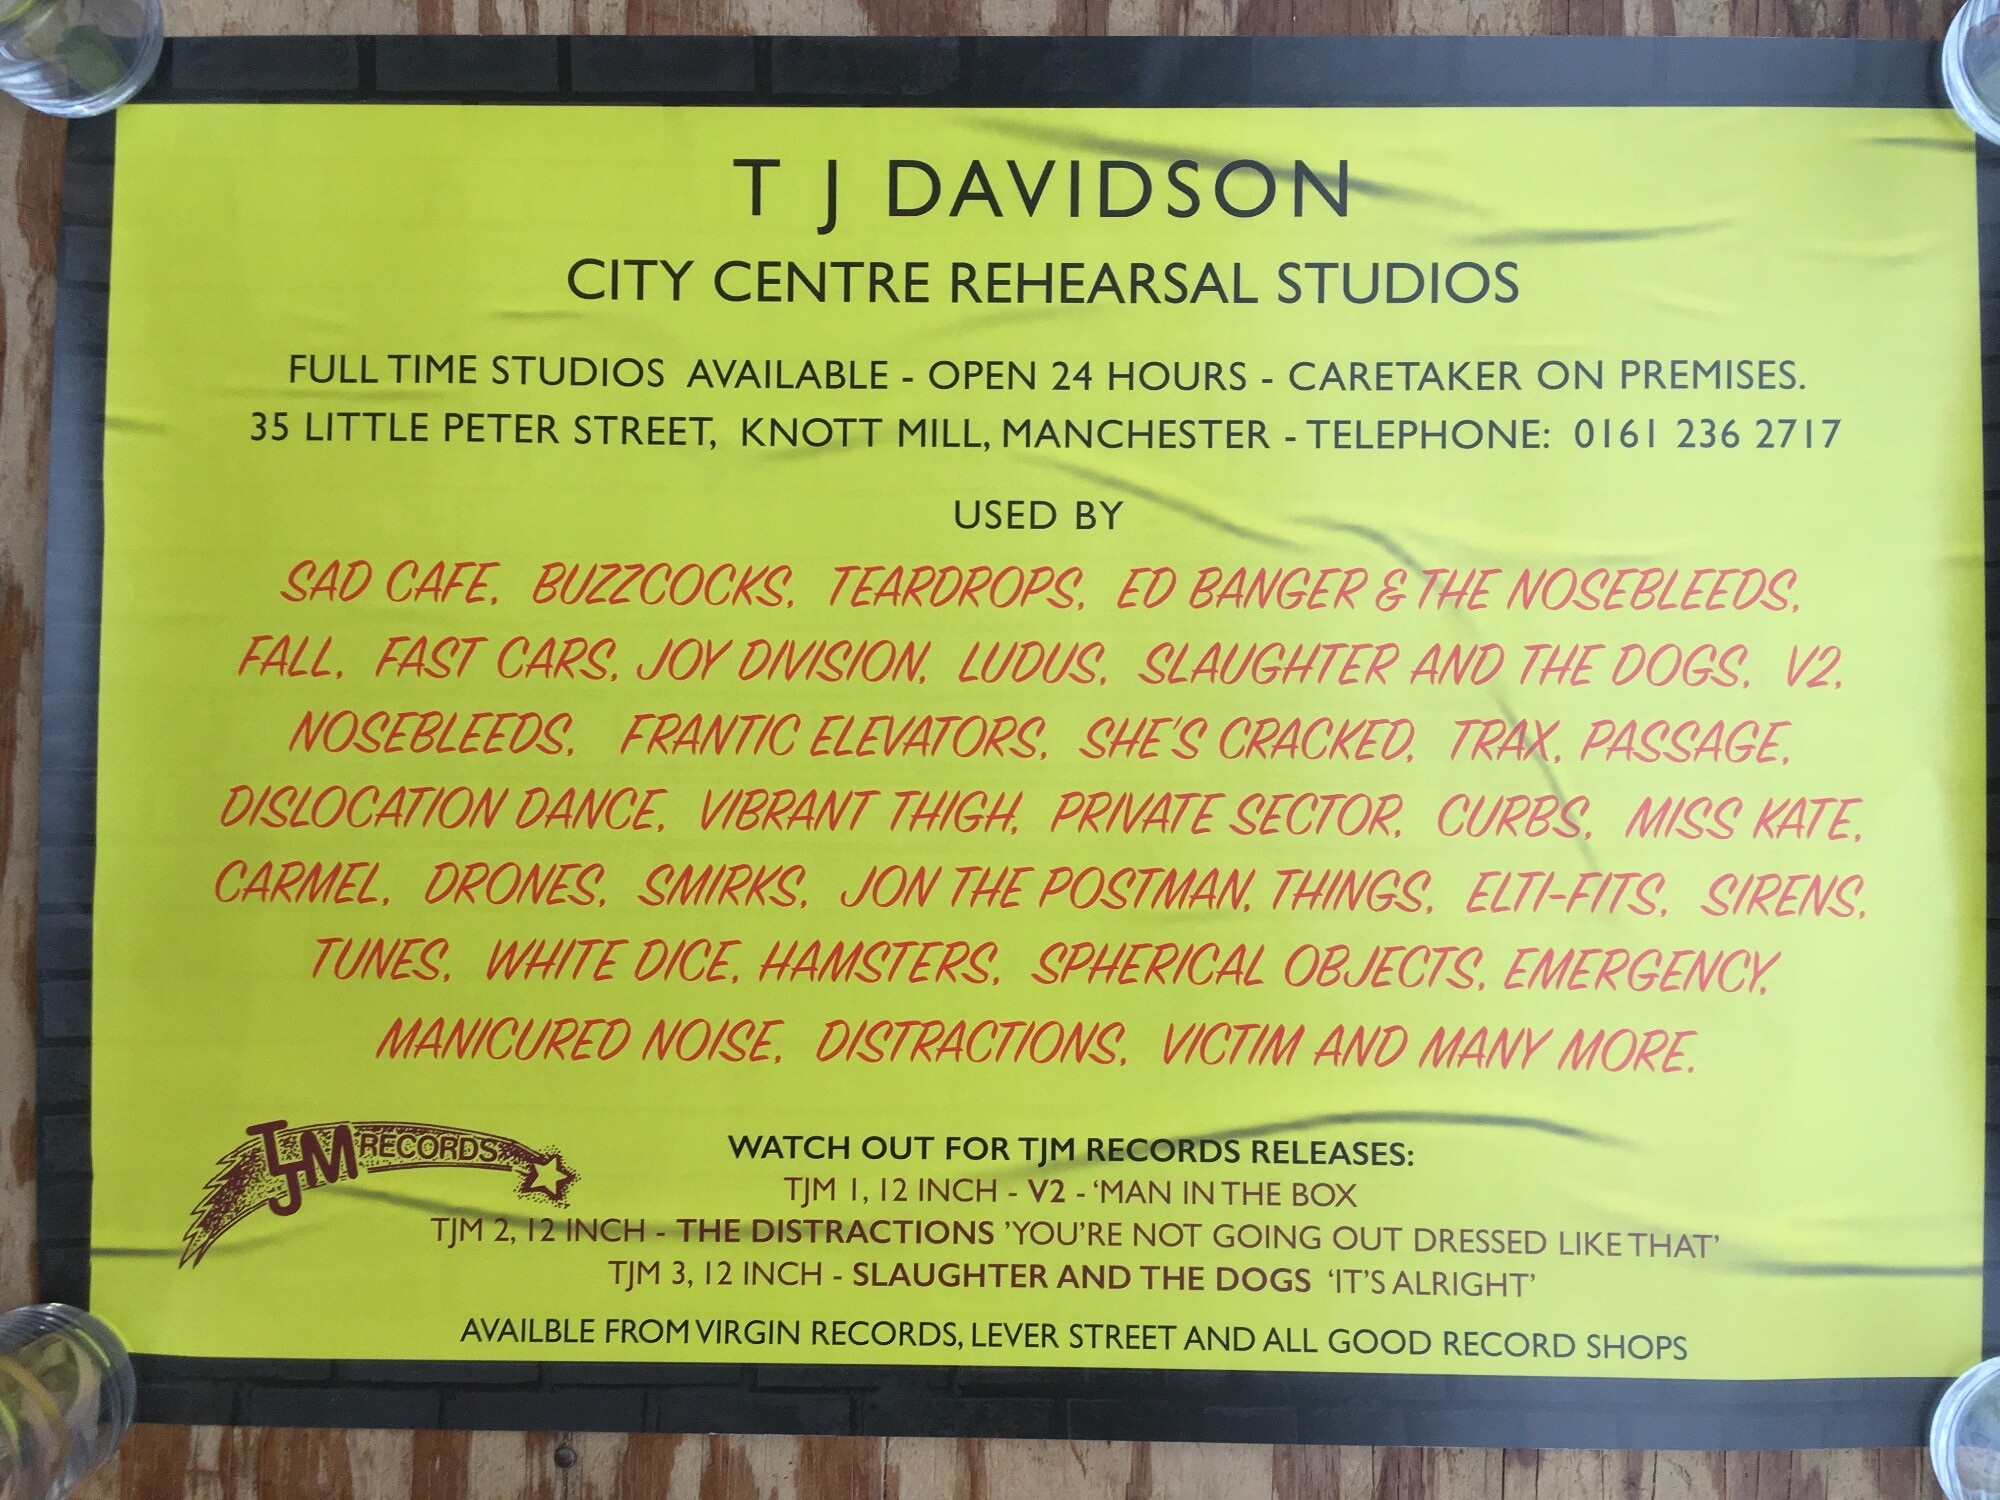 T J DAVIDSON
CITY CENTRE REHEARSAL STUDIOS
FULL TIME STUDIOS AVAILABLE - OPEN 24 HOURS - CARETAKER ON PREMISES.
35 LITTLE PETER STREET, KNOTT MILL, MANCHESTER - TELEPHONE: 0161 236 2717
USED BY
SAD CAFE, BUZZCOCKS, TEARDROPS, ED BANGER & THE NOSEBLEEDS,
FALL, FAST CARS, JOY DIVISION, LUDUS, SLAUGHTER AND THE DOGS, V2,
NOSEBLEEDS, FRANTIC ELEVATORS, SHE'S CRACKED, TRAX, PASSAGE,
DISLOCATION DANCE, VIBRANT THIGH, PRIVATE SECTOR, CURBS, MISS KATE,
CARMEL, DRONES, SMIRKS, JON THE POSTMAN, THINGS, ELTI-FITS, SIRENS,
TUNES, WHITE DICE, HAMSTERS, SPHERICAL OBJECTS, EMERGENCY,
MANICURED NOISE, DISTRACTIONS, VICTIM AND MANY MORE.
TJM RECORDS
WATCH OUT FOR TJM RECORDS RELEASES:
TJM 1, 12 INCH - V2 - 'MAN IN THE BOX
TJM 2, 12 INCH - THE DISTRACTIONS 'YOU'RE NOT GOING OUT DRESSED LIKE THAT'
TJM 3, 12 INCH - SLAUGHTER AND THE DOGS 'IT'S ALRIGHT'
AVAILBLE FROM VIRGIN RECORDS, LEVER STREET AND ALL GOOD RECORD SHOPS